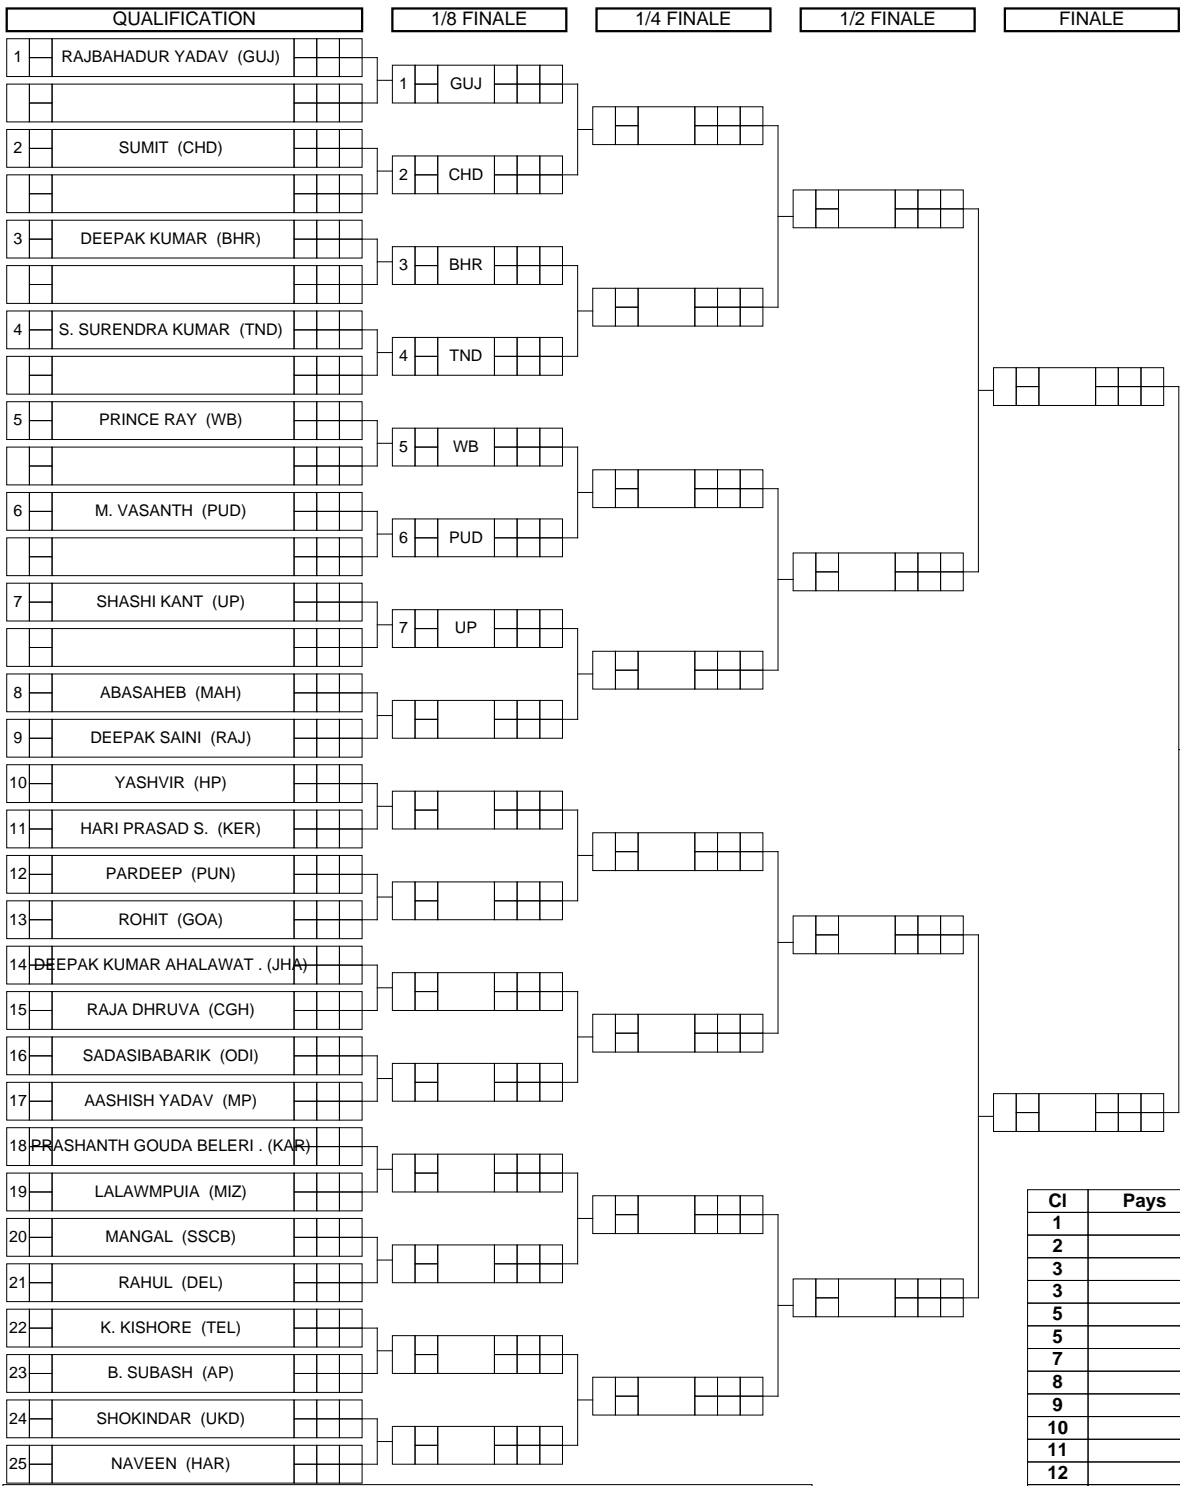 QUALIFICATION
1/8 FINALE
1/4 FINALE
1/2 FINALE
FINALE
1 RAJBAHADUR YADAV (GUJ)
1 GUJ
2 SUMIT (CHD)
2 CHD
3 DEEPAK KUMAR (BHR)
3 BHR
4 S. SURENDRA KUMAR (TND)
4 TND
5 PRINCE RAY (WB)
5 WB
6 M. VASANTH (PUD)
6 PUD
7 SHASHI KANT (UP)
7 UP
8 ABASAHEB (MAH)
9 DEEPAK SAINI (RAJ)
10 YASHVIR (HP)
11 HARI PRASAD S. (KER)
12 PARDEEP (PUN)
13 ROHIT (GOA)
14 DEEPAK KUMAR AHALAWAT . (JHA)
15 RAJA DHRUVA (CGH)
16 SADASIBABARIK (ODI)
17 AASHISH YADAV (MP)
18 PRASHANTH GOUDA BELERI . (KAR)
19 LALAWMPUIA (MIZ)
20 MANGAL (SSCB)
21 RAHUL (DEL)
22 K. KISHORE (TEL)
23 B. SUBASH (AP)
24 SHOKINDAR (UKD)
25 NAVEEN (HAR)
Cl Pays
1
2
3
3
5
5
7
8
9
10
11
12